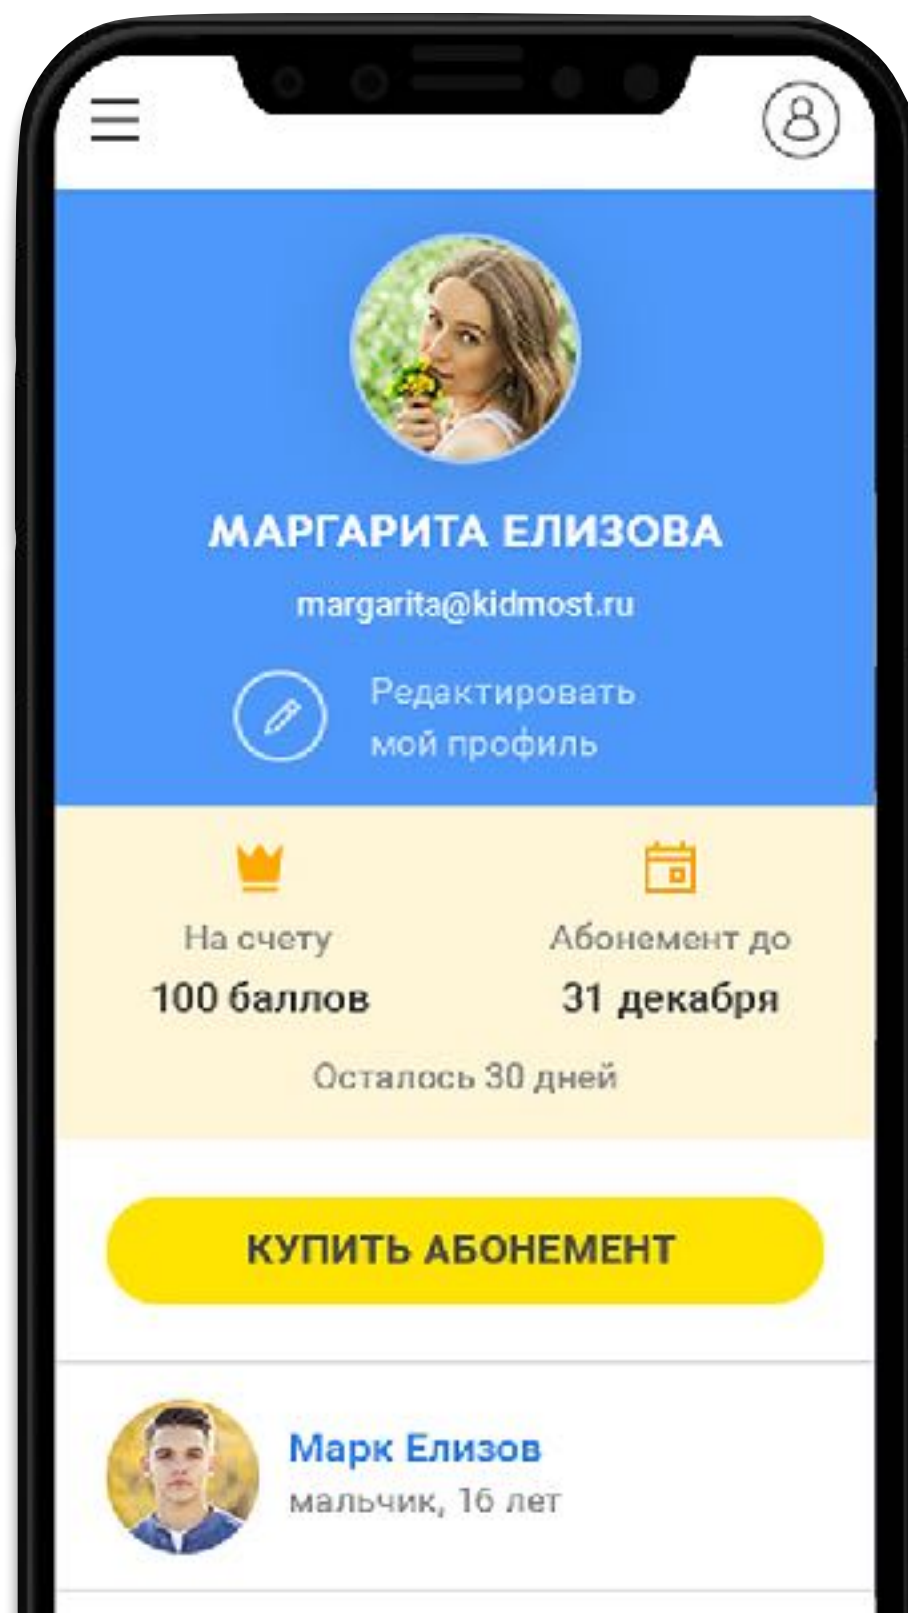 МАРГАРИТА ЕЛИЗОВА
margarita@kidmost.ru
Редактировать
мой профиль
На счету
100 баллов
Абонемент до
31 декабря
Осталось 30 дней
КУПИТЬ АБОНЕМЕНТ
Марк Елизов
мальчик, 16 лет